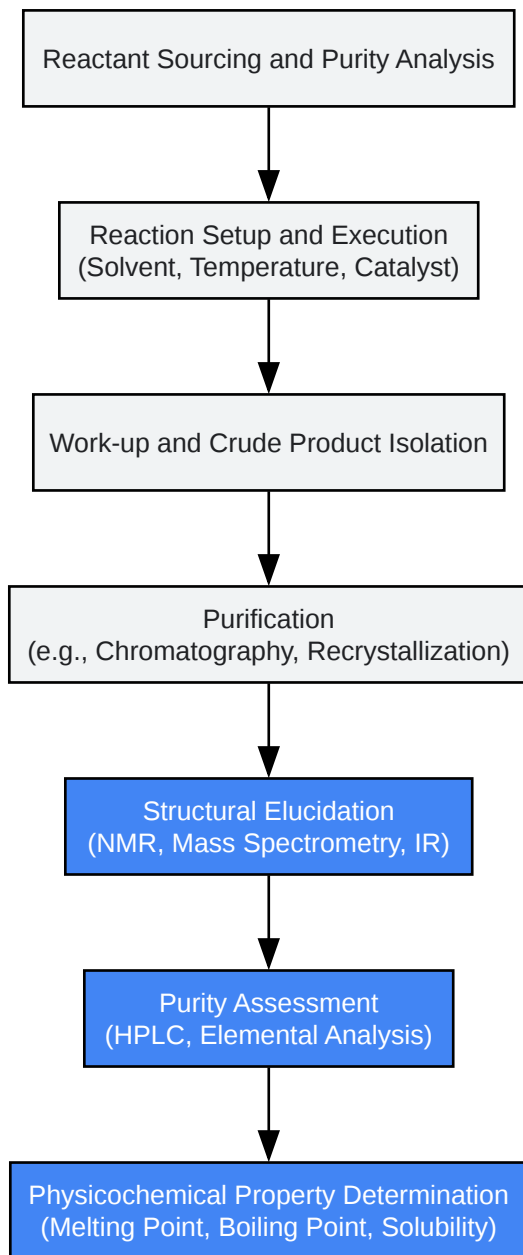 Reactant Sourcing and Purity Analysis
Reaction Setup and Execution
(Solvent, Temperature, Catalyst)
Work-up and Crude Product Isolation
Purification
(e.g., Chromatography, Recrystallization)
Structural Elucidation
(NMR, Mass Spectrometry, IR)
Purity Assessment
(HPLC, Elemental Analysis)
Physicochemical Property Determination
(Melting Point, Boiling Point, Solubility)